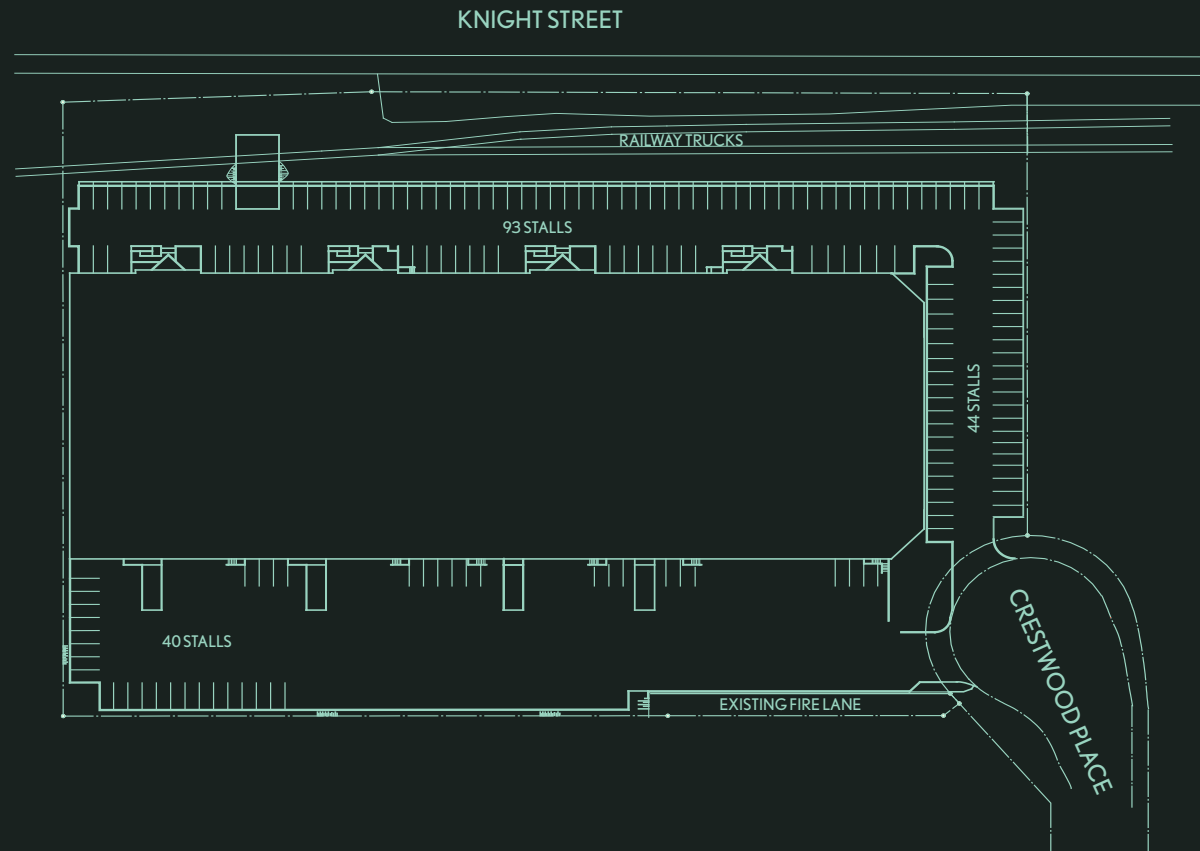 KNIGHT STREET
RAILWAY TRUCKS
93 STALLS
44 STALLS
40 STALLS
EXISTING FIRE LANE
CRESTWOOD PLACE